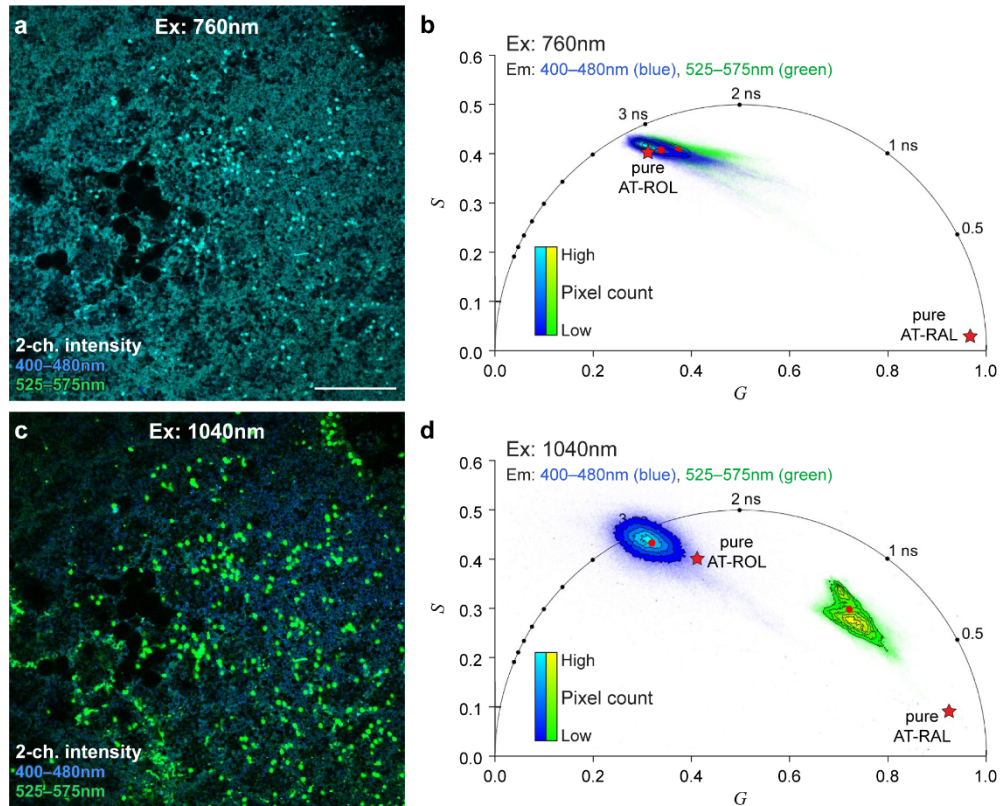 a
Ex: 760nm
2-ch. intensity
400–480nm
525–575nm
b
Ex: 760nm
Em: 400–480nm (blue), 525–575nm (green)
0.6
0.5
0.4
0.3
0.2
0.1
0.0
S
0.0
0.2
0.4
0.6
0.8
1.0
G
3 ns
2 ns
1 ns
0.5
pure
AT-ROL
pure
AT-RAL
High
Pixel count
Low
c
Ex: 1040nm
2-ch. intensity
400–480nm
525–575nm
d
Ex: 1040nm
Em: 400–480nm (blue), 525–575nm (green)
0.6
0.5
0.4
0.3
0.2
0.1
0.0
S
0.0
0.2
0.4
0.6
0.8
1.0
G
3
2 ns
1 ns
0.5
pure
AT-ROL
pure
AT-RAL
High
Pixel count
Low